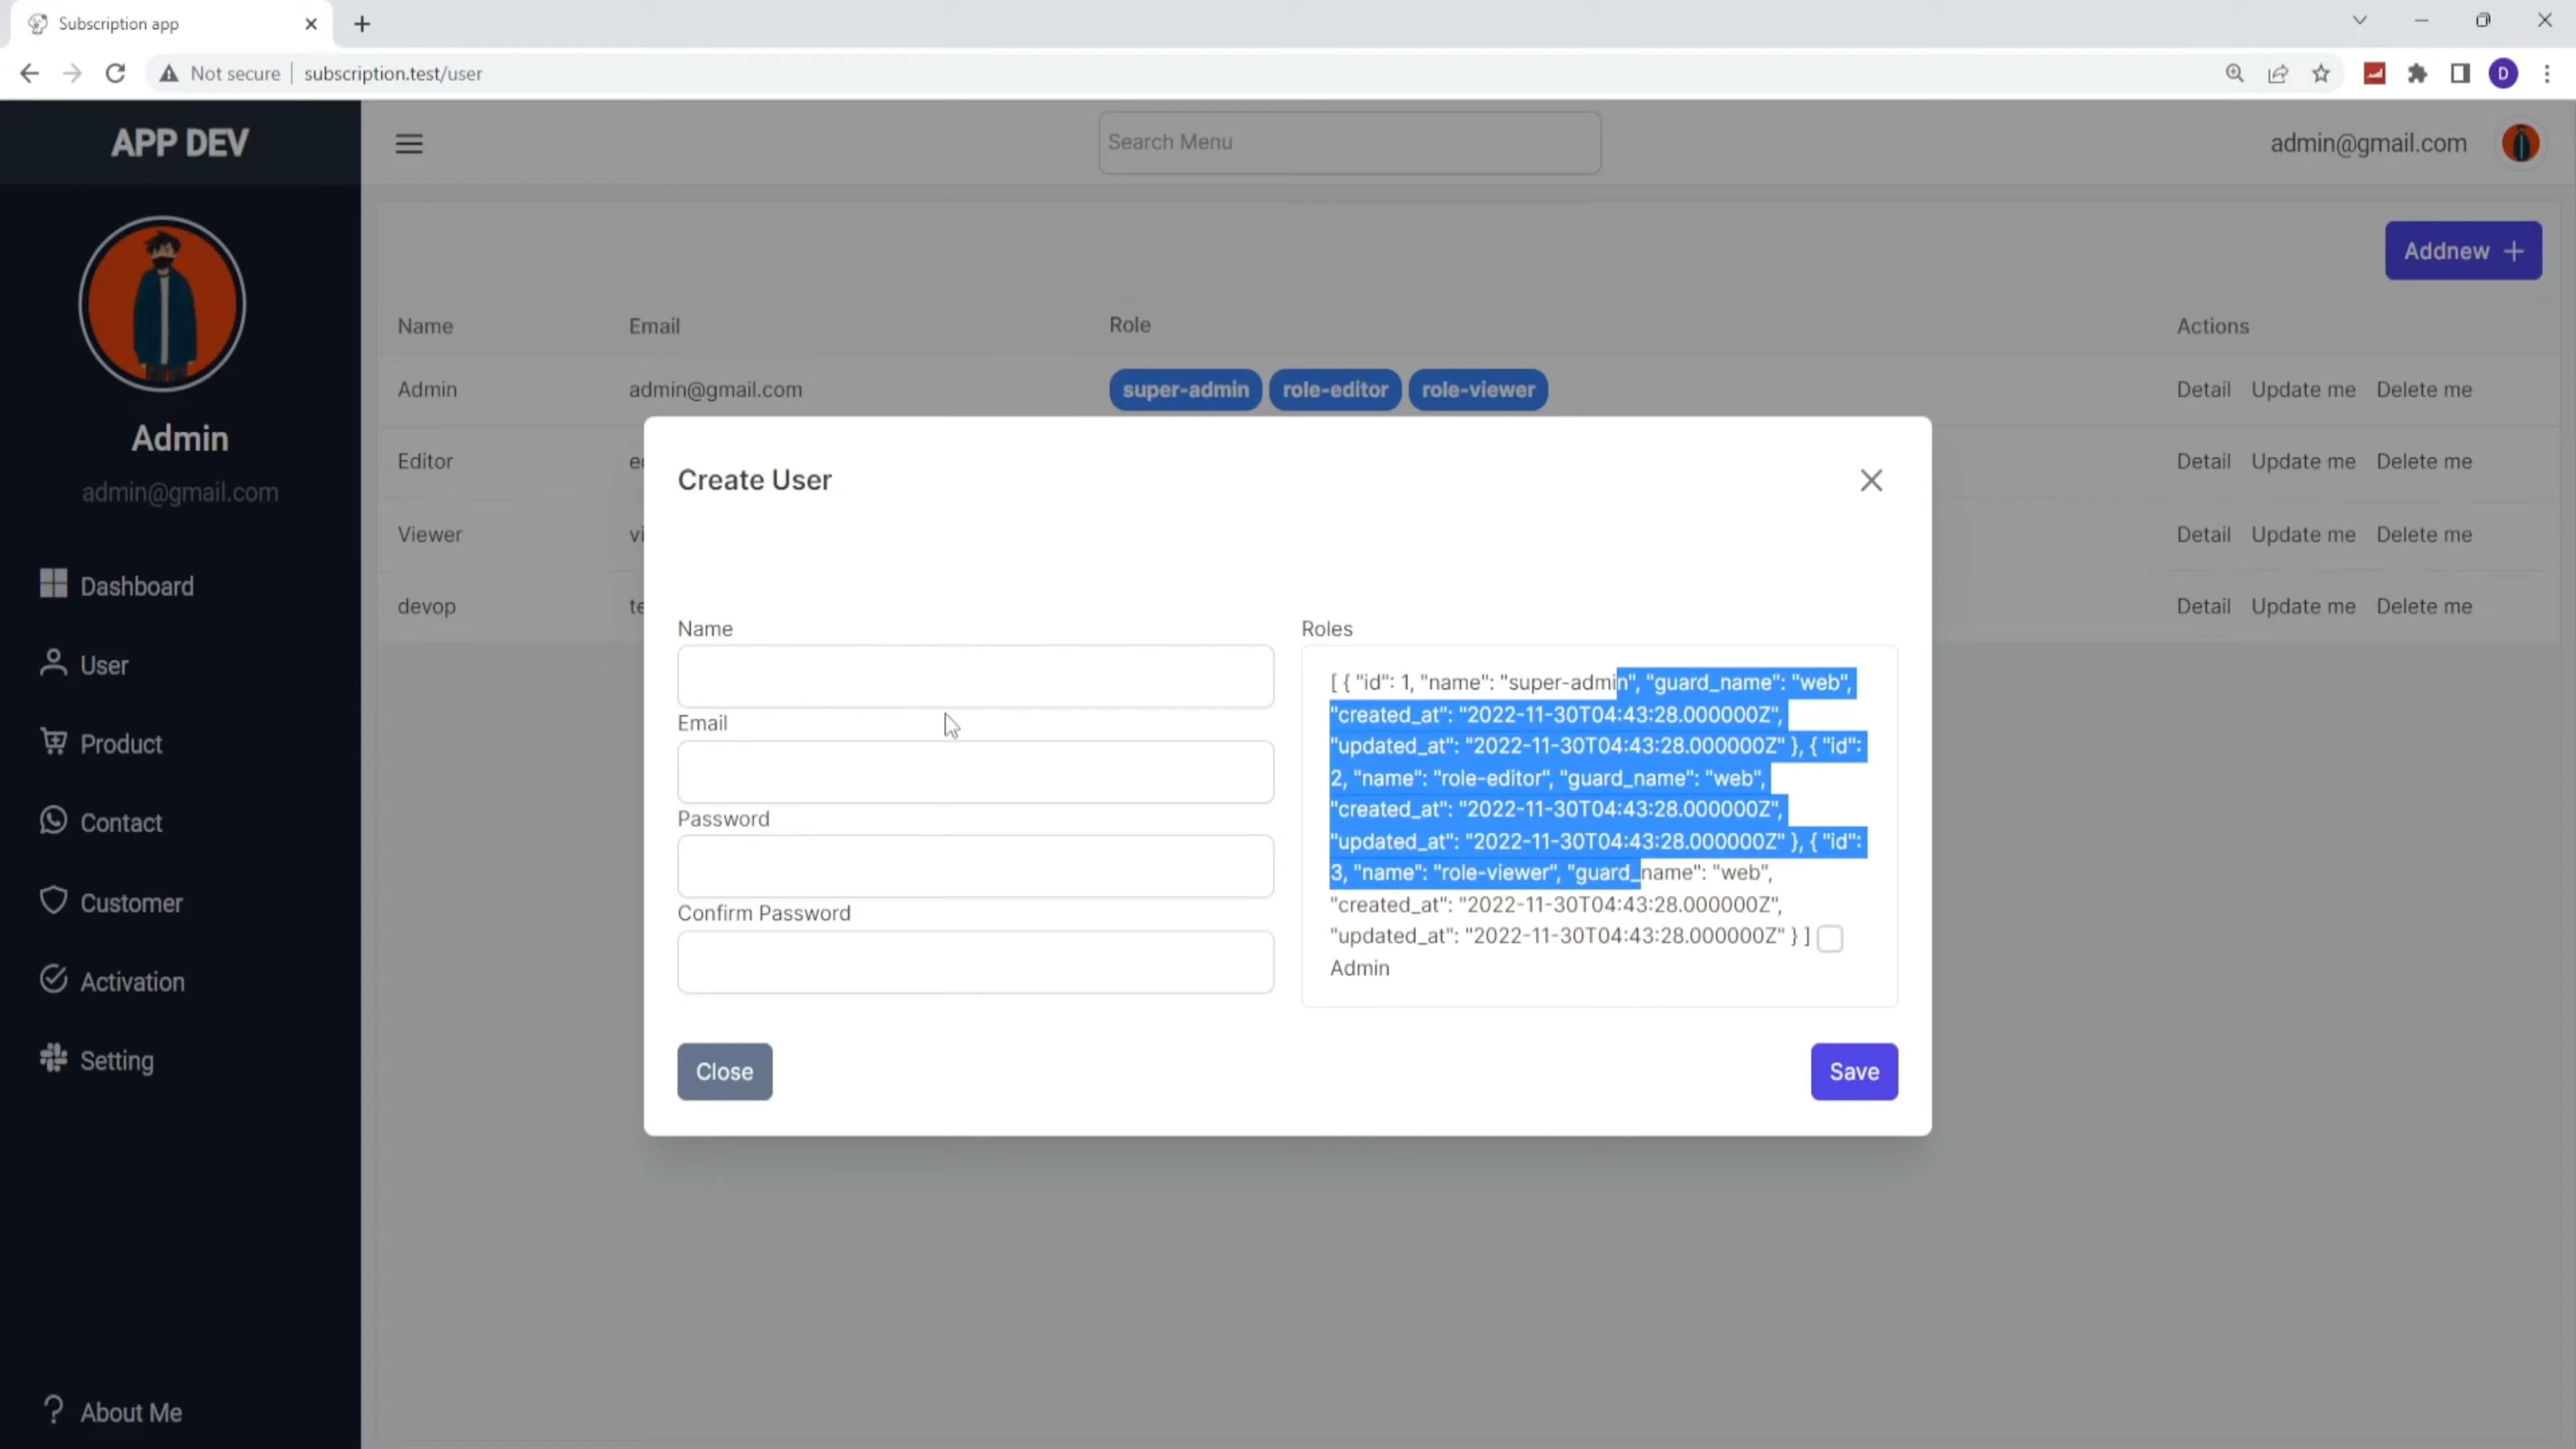 Subscription app
Not secure
subscription.test/user
APP DEV
Search Menu
admin@gmail.com
Admin
admin@gmail.com
Dashboard
User
Product
Contact
Customer
Activation
Setting
About Me
Addnew
Name Email Role Actions
Admin admin@gmail.com super-admin role-editor role-viewer Detail Update me Delete me
Editor Detail Update me Delete me
Viewer Detail Update me Delete me
devop Detail Update me Delete me
Create User
Name
Email
Password
Confirm Password
Roles
[ { "id": 1, "name": "super-admin", "guard_name": "web",
"created_at": "2022-11-30T04:43:28.000000Z",
"updated_at": "2022-11-30T04:43:28.000000Z" }, { "id":
2, "name": "role-editor", "guard_name": "web",
"created_at": "2022-11-30T04:43:28.000000Z",
"updated_at": "2022-11-30T04:43:28.000000Z" }, { "id":
3, "name": "role-viewer", "guard_name": "web",
"created_at": "2022-11-30T04:43:28.000000Z",
"updated_at": "2022-11-30T04:43:28.000000Z" } ]
Admin
Close
Save
D